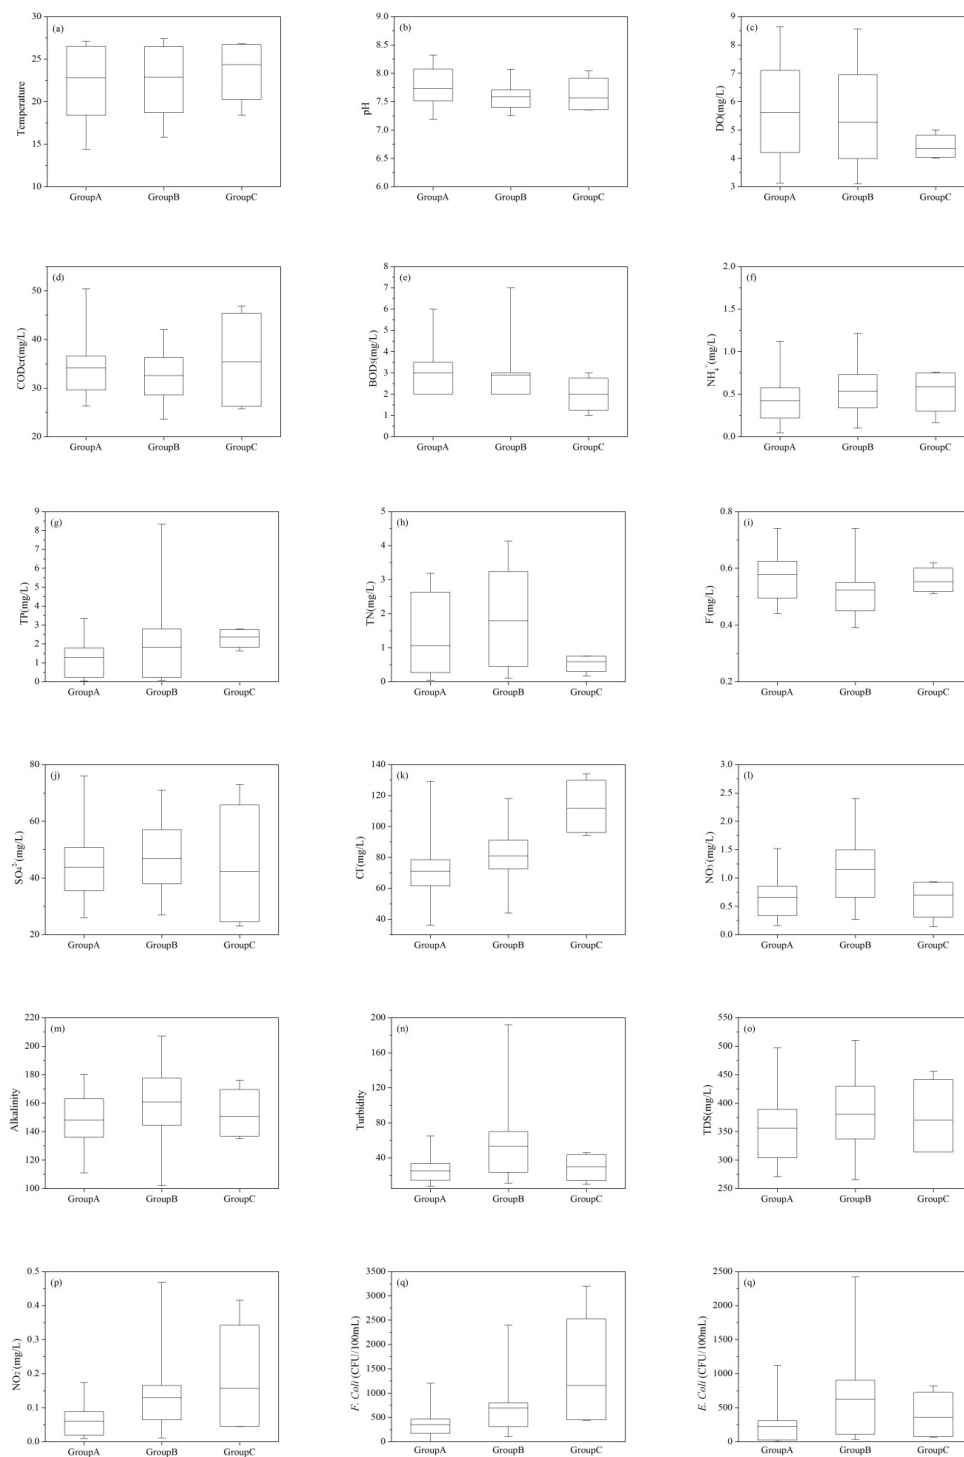 (a)
Temperature
30
25
20
15
10
GroupA GroupB GroupC
(b)
pH
9.0
8.5
8.0
7.5
7.0
6.5
6.0
GroupA GroupB GroupC
(c)
DO(mg/L)
9
8
7
6
5
4
3
GroupA GroupB GroupC
(d)
CODcr(mg/L)
50
40
30
20
GroupA GroupB GroupC
(e)
BOD₅(mg/L)
8
7
6
5
4
3
2
1
0
GroupA GroupB GroupC
(f)
NH₄⁺(mg/L)
2.0
1.5
1.0
0.5
0.0
GroupA GroupB GroupC
(g)
TP(mg/L)
9
8
7
6
5
4
3
2
1
0
GroupA GroupB GroupC
(h)
TN(mg/L)
5
4
3
2
1
0
GroupA GroupB GroupC
(i)
F⁻(mg/L)
0.8
0.6
0.4
0.2
GroupA GroupB GroupC
(j)
SO₄²⁻(mg/L)
80
60
40
20
GroupA GroupB GroupC
(k)
Cl⁻(mg/L)
140
120
100
80
60
40
GroupA GroupB GroupC
(l)
NO₃⁻(mg/L)
3.0
2.5
2.0
1.5
1.0
0.5
0.0
GroupA GroupB GroupC
(m)
Alkalinity
220
200
180
160
140
120
100
GroupA GroupB GroupC
(n)
Turbidity
200
160
120
80
40
GroupA GroupB GroupC
(o)
TDS(mg/L)
550
500
450
400
350
300
250
GroupA GroupB GroupC
(p)
NO₂⁻(mg/L)
0.5
0.4
0.3
0.2
0.1
0.0
GroupA GroupB GroupC
(q)
F. Coli (CFU/100mL)
3500
3000
2500
2000
1500
1000
500
0
GroupA GroupB GroupC
(q)
E. Coli (CFU/100mL)
2500
2000
1500
1000
500
0
GroupA GroupB GroupC